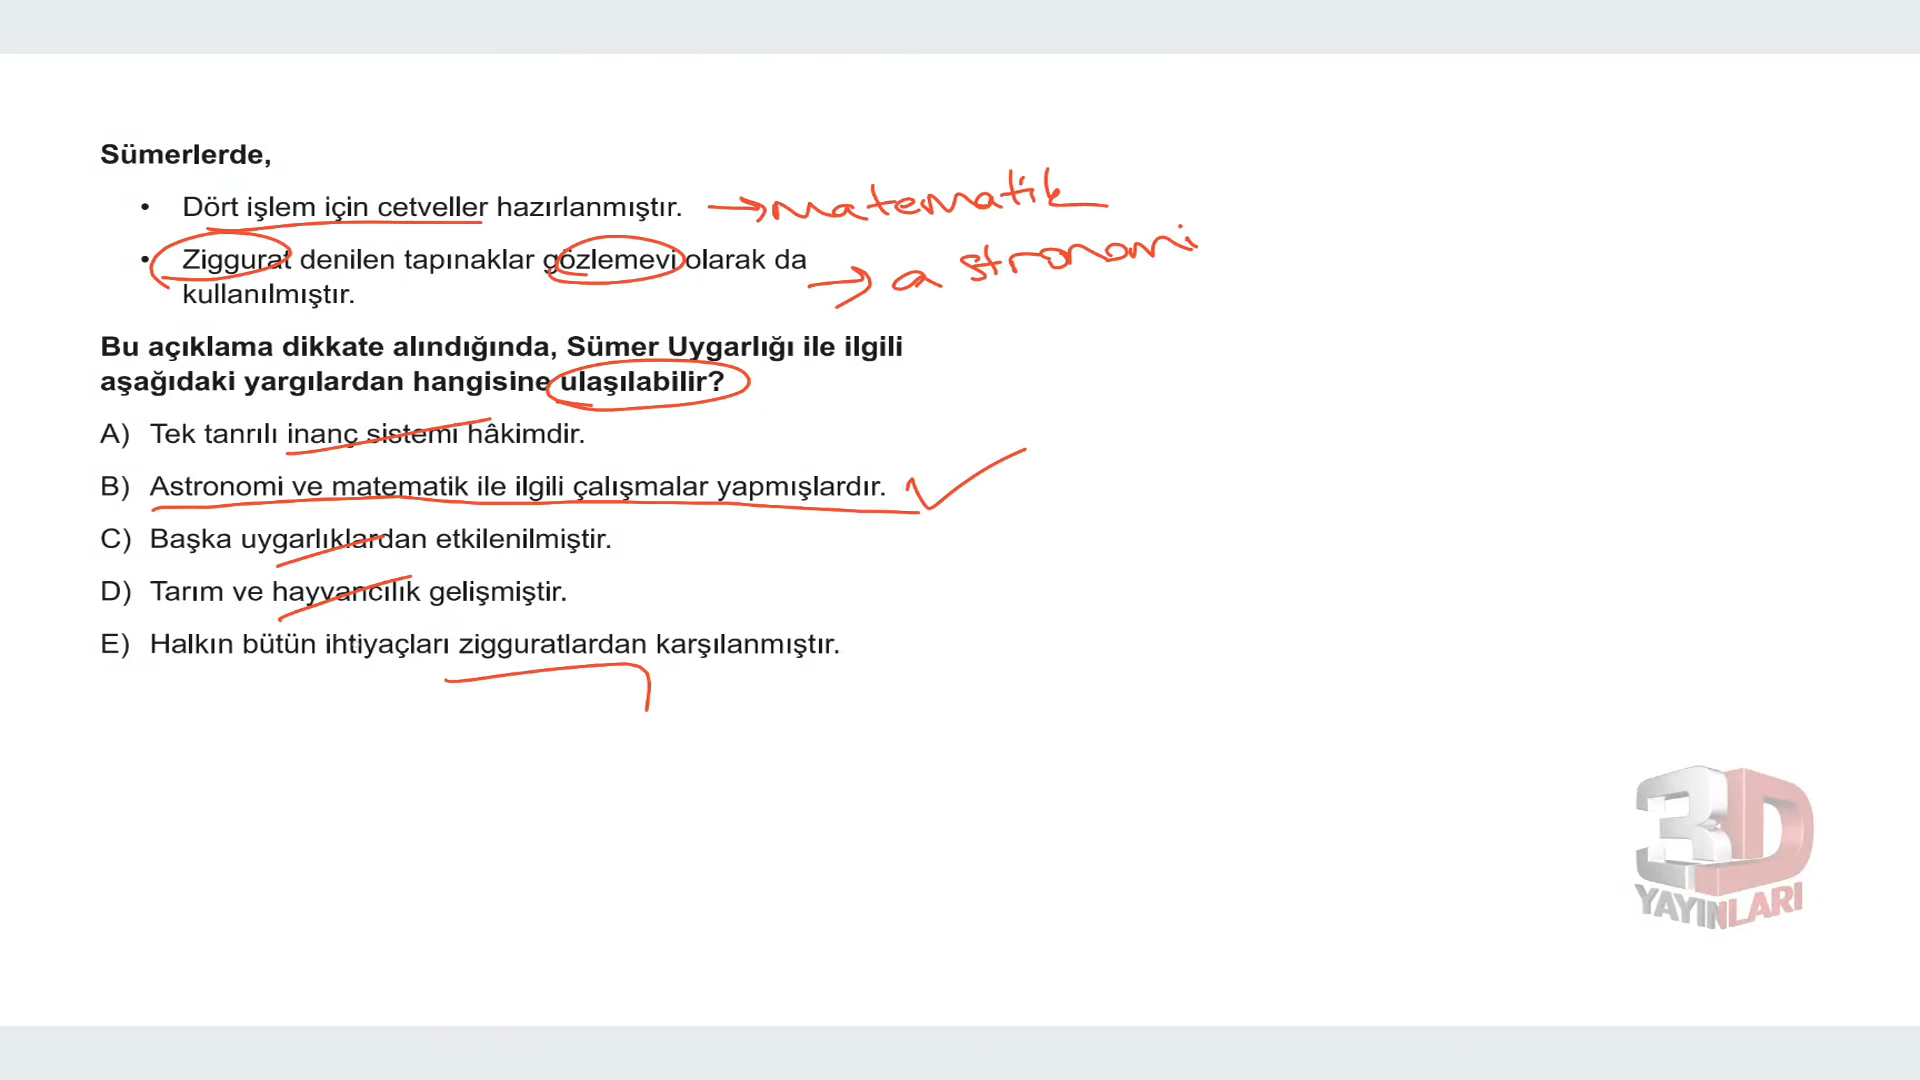 Sümerlerde,
• Dört işlem için cetveller hazırlanmıştır. → matematik
• Ziggurat denilen tapınaklar gözlemevi olarak da
kullanılmıştır. → astronomi
Bu açıklama dikkate alındığında, Sümer Uygarlığı ile ilgili
aşağıdaki yargılardan hangisine ulaşılabilir?
A) Tek tanrılı inanç sistemi hâkimdir.
B) Astronomi ve matematik ile ilgili çalışmalar yapmışlardır.
C) Başka uygarlıklardan etkilenilmiştir.
D) Tarım ve hayvancılık gelişmiştir.
E) Halkın bütün ihtiyaçları zigguratlardan karşılanmıştır.
3D
YAYINLARI